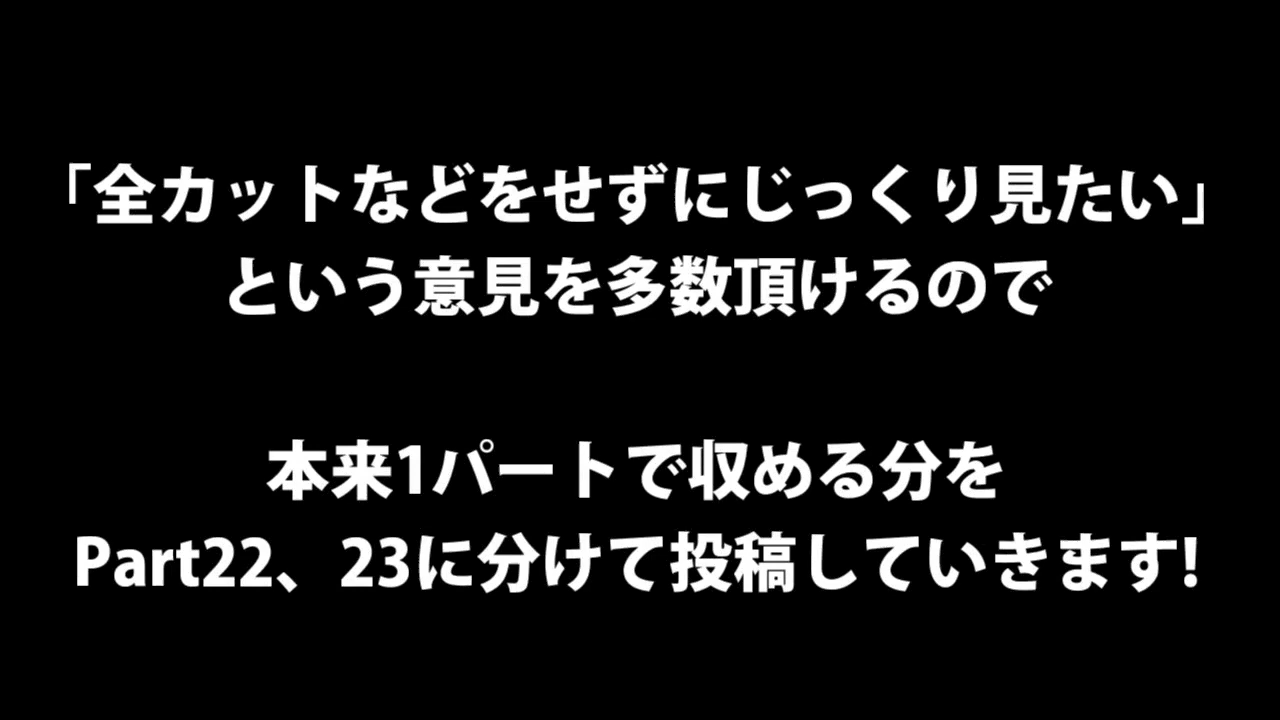 「全カットなどをせずにじっくり見たい」
という意見を多数頂けるので
本来1パートで収める分を
Part22、23に分けて投稿していきます!